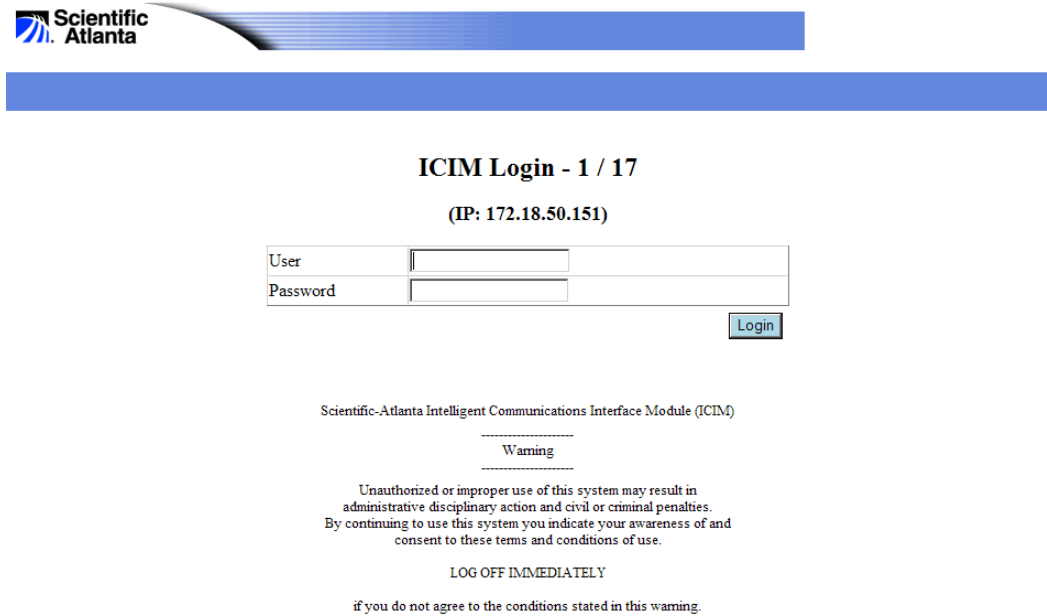 Scientific
Atlanta
ICIM Login - 1 / 17
(IP: 172.18.50.151)
User
Password
Login
Scientific-Atlanta Intelligent Communications Interface Module (ICIM)
---------------------
Warning
---------------------
Unauthorized or improper use of this system may result in
administrative disciplinary action and civil or criminal penalties.
By continuing to use this system you indicate your awareness of and
consent to these terms and conditions of use.
LOG OFF IMMEDIATELY
if you do not agree to the conditions stated in this warning.